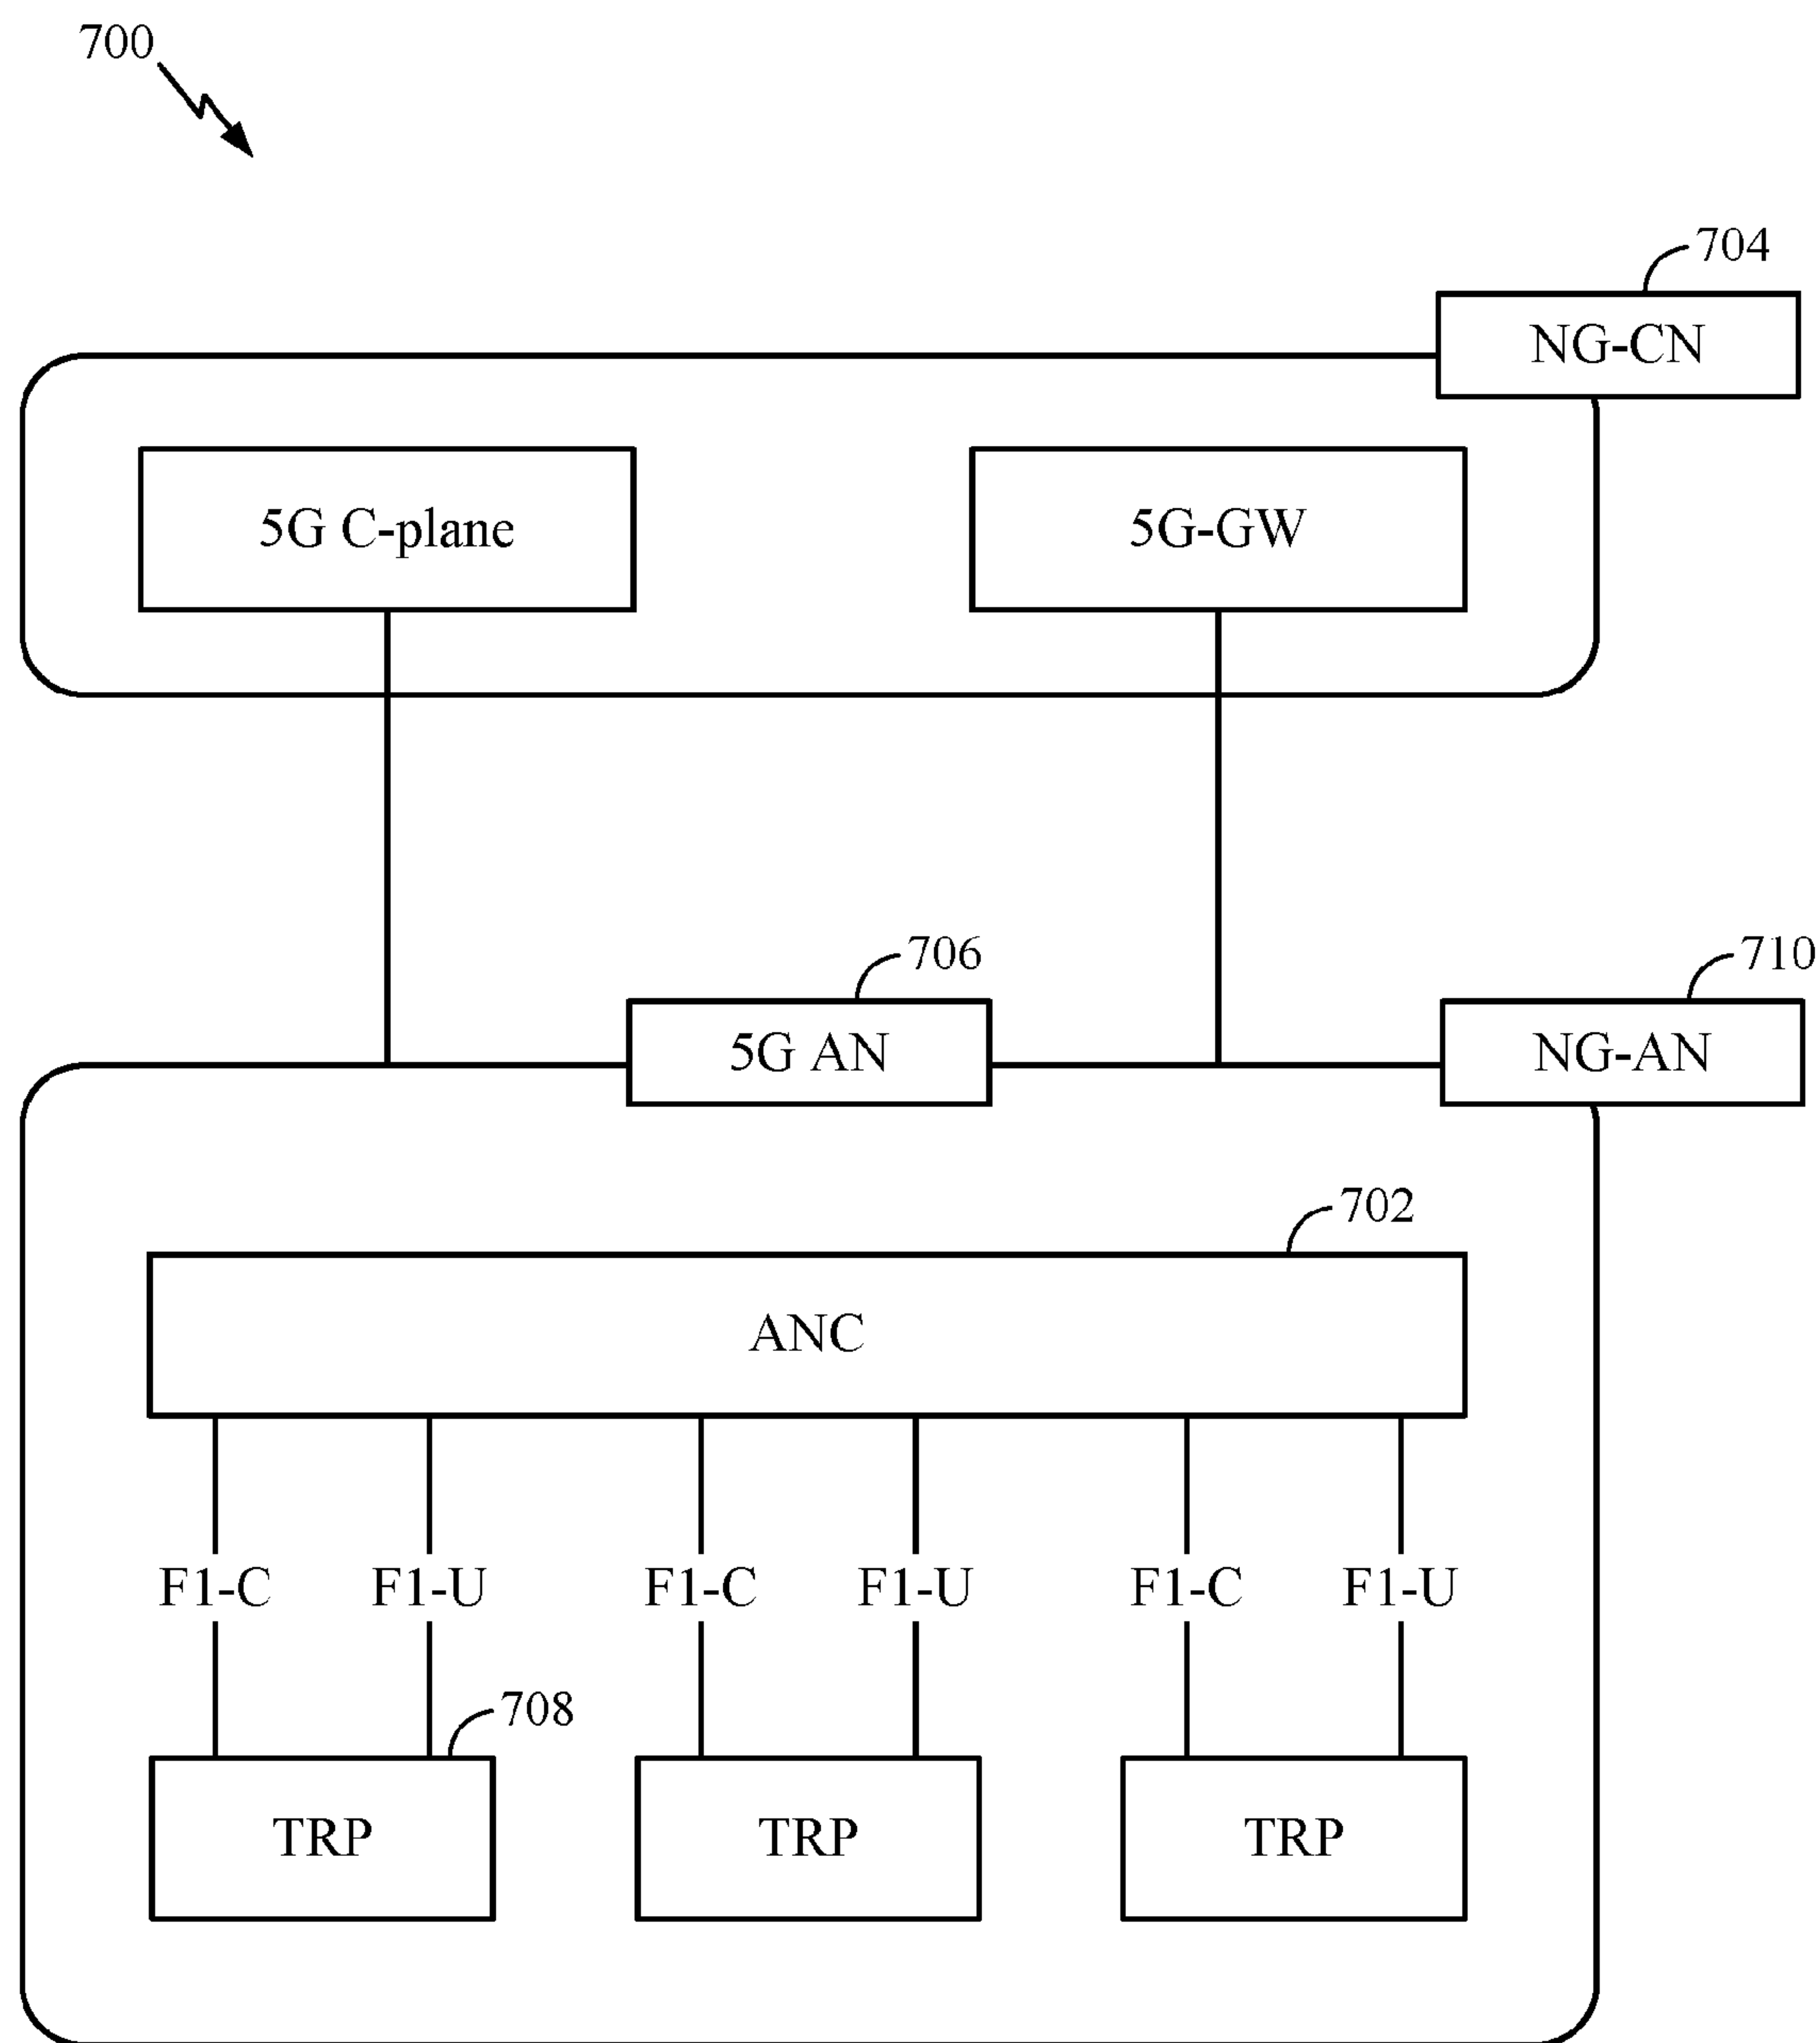 700
704
NG-CN
5G C-plane
5G-GW
706
710
5G AN
NG-AN
702
ANC
F1-C F1-U F1-C F1-U F1-C F1-U
708
TRP TRP TRP